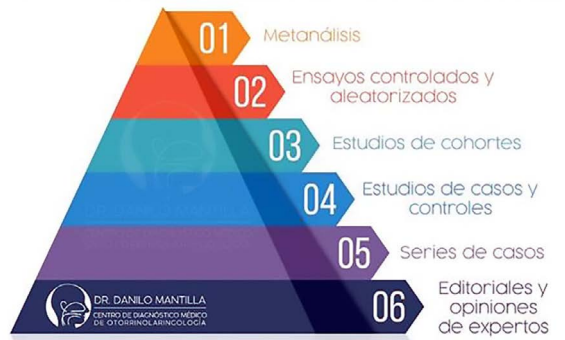 01
Metanálisis
02
Ensayos controlados y
aleatorizados
03
Estudios de cohortes
04
Estudios de casos y
controles
05
Series de casos
06
Editoriales y
opiniones
de expertos
DR. DANILO MANTILLA
CENTRO DE DIAGNÓSTICO MÉDICO
DE OTORRINOLARINGOLOGÍA